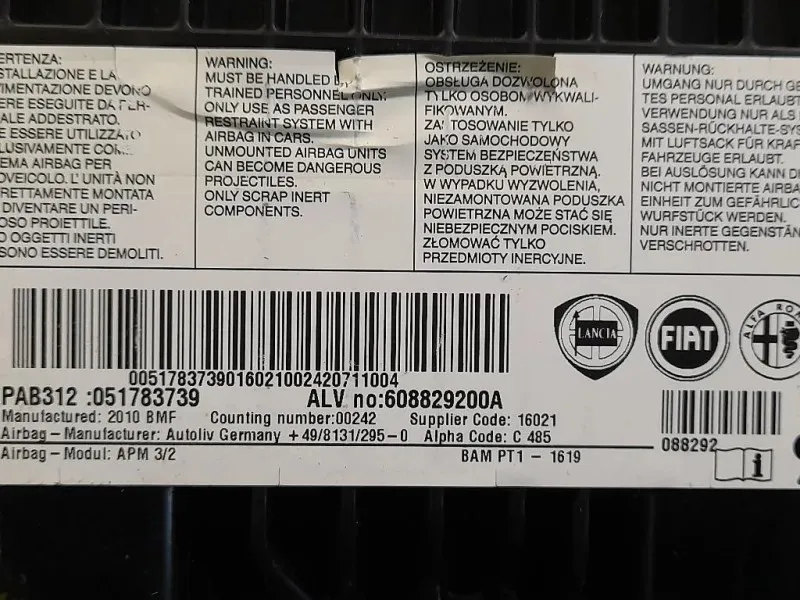 ERTENZA:
STALLAZIONE E LA
IMENTAZIONE DEVONO
ERE ESEGUITE DA PER-
ALE ADDESTRATO.
E ESSERE UTILIZZATO
LUSIVAMENTE COME
EMA AIRBAG PER
OVEICOLO. L' UNITÀ NON
RRETTAMENTE MONTATA
DIVENTARE UN PERI-
OSO PROIETTILE.
O OGGETTI INERTI
SONO ESSERE DEMOLITI.
WARNING:
MUST BE HANDLED
TRAINED PERSONNEL ONLY.
ONLY USE AS PASSENGER
RESTRAINT SYSTEM WITH
AIRBAG IN CARS.
UNMOUNTED AIRBAG UNITS
CAN BECOME DANGEROUS
PROJECTILES.
ONLY SCRAP INERT
COMPONENTS.
OSTRZEŻENIE:
OBSŁUGA DOZWOLONA
TYLKO OSOBOM WYKWALI-
FIKOWANYM.
ZASTOSOWANIE TYLKO
JAKO SAMOCHODOWY
SYSTEM BEZPIECZEŃSTWA
Z PODUSZKĄ POWIETRZNĄ.
W WYPADKU WYZWOLENIA,
NIEZAMONTOWANA PODUSZKA
POWIETRZNA MOŻE STAĆ SIĘ
NIEBEZPIECZNYM POCISKIEM.
ZŁOMOWAĆ TYLKO
PRZEDMIOTY INERCYJNE.
WARNUNG:
UMGANG NUR DURCH GE
TES PERSONAL ERLAUBT
VERWENDUNG NUR ALS
SASSEN-RÜCKHALTE-SYS
MIT LUFTSACK FÜR KRAF
FAHRZEUGE ERLAUBT.
BEI AUSLÖSUNG KANN DI
NICHT MONTIERTE AIRBA
EINHEIT ZUM GEFÄHRLIC
WURFSTÜCK WERDEN.
NUR INERTE GEGENSTÄN
VERSCHROTTEN.
LANCIA
FIAT
ALFA RO
0051783739016021002420711004
PAB312 :051783739 ALV no:608829200A
Manufactured: 2010 BMF Counting number:00242 Supplier Code: 16021
Airbag - Manufacturer: Autoliv Germany +49/8131/295-0 Alpha Code: C 485
Airbag - Modul: APM 3/2 BAM PT1 - 1619
088292
i